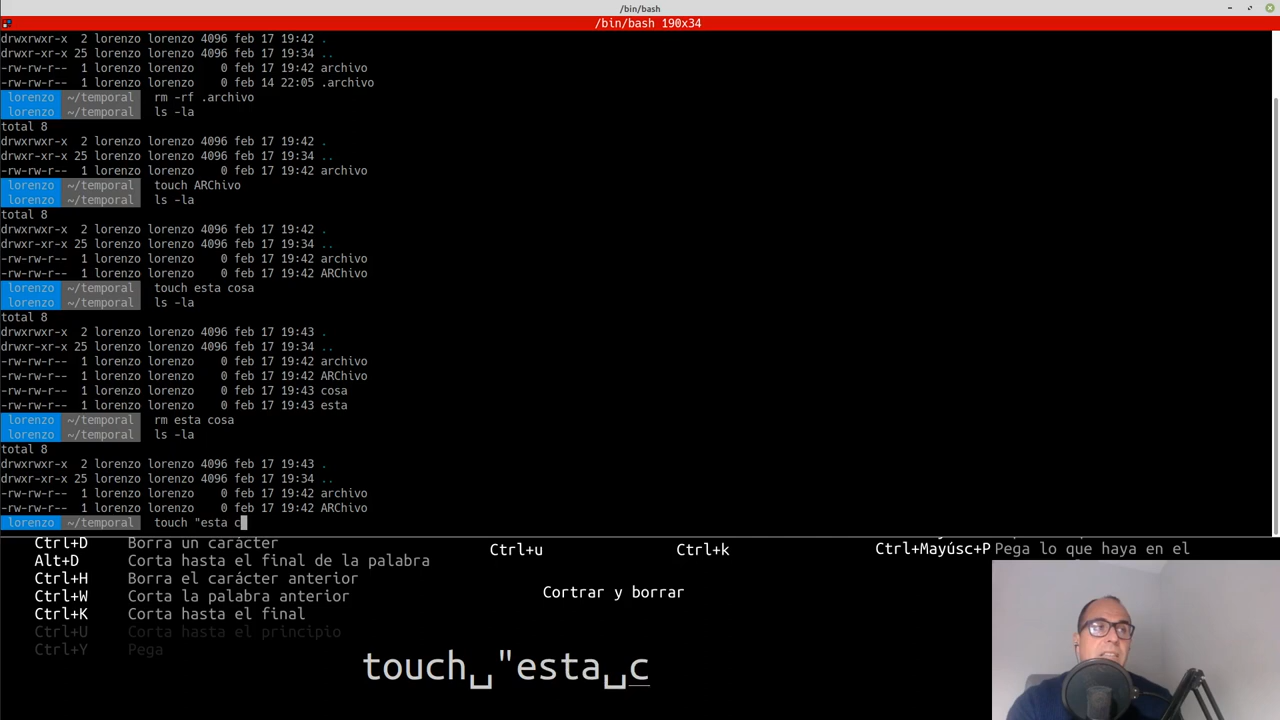 /bin/bash
/bin/bash 190x34
drwxrwxr-x  2 lorenzo lorenzo 4096 feb 17 19:42 .
drwxr-xr-x 25 lorenzo lorenzo 4096 feb 17 19:34 ..
-rw-rw-r--  1 lorenzo lorenzo    0 feb 17 19:42 archivo
-rw-rw-r--  1 lorenzo lorenzo    0 feb 14 22:05 .archivo
lorenzo  ~/temporal   rm -rf .archivo
lorenzo  ~/temporal   ls -la
total 8
drwxrwxr-x  2 lorenzo lorenzo 4096 feb 17 19:42 .
drwxr-xr-x 25 lorenzo lorenzo 4096 feb 17 19:34 ..
-rw-rw-r--  1 lorenzo lorenzo    0 feb 17 19:42 archivo
lorenzo  ~/temporal   touch ARChivo
lorenzo  ~/temporal   ls -la
total 8
drwxrwxr-x  2 lorenzo lorenzo 4096 feb 17 19:42 .
drwxr-xr-x 25 lorenzo lorenzo 4096 feb 17 19:34 ..
-rw-rw-r--  1 lorenzo lorenzo    0 feb 17 19:42 archivo
-rw-rw-r--  1 lorenzo lorenzo    0 feb 17 19:42 ARChivo
lorenzo  ~/temporal   touch esta cosa
lorenzo  ~/temporal   ls -la
total 8
drwxrwxr-x  2 lorenzo lorenzo 4096 feb 17 19:43 .
drwxr-xr-x 25 lorenzo lorenzo 4096 feb 17 19:34 ..
-rw-rw-r--  1 lorenzo lorenzo    0 feb 17 19:42 archivo
-rw-rw-r--  1 lorenzo lorenzo    0 feb 17 19:42 ARChivo
-rw-rw-r--  1 lorenzo lorenzo    0 feb 17 19:43 cosa
-rw-rw-r--  1 lorenzo lorenzo    0 feb 17 19:43 esta
lorenzo  ~/temporal   rm esta cosa
lorenzo  ~/temporal   ls -la
total 8
drwxrwxr-x  2 lorenzo lorenzo 4096 feb 17 19:43 .
drwxr-xr-x 25 lorenzo lorenzo 4096 feb 17 19:34 ..
-rw-rw-r--  1 lorenzo lorenzo    0 feb 17 19:42 archivo
-rw-rw-r--  1 lorenzo lorenzo    0 feb 17 19:42 ARChivo
lorenzo  ~/temporal   touch "esta c
Ctrl+D Borra un carácter
Alt+D Corta hasta el final de la palabra
Ctrl+H Borra el carácter anterior
Ctrl+W Corta la palabra anterior
Ctrl+K Corta hasta el final
Ctrl+U Corta hasta el principio
Ctrl+Y Pega
Ctrl+u Ctrl+k
Cortrar y borrar
Ctrl+Mayúsc+P Pega lo que haya en el
touch␣"esta␣c